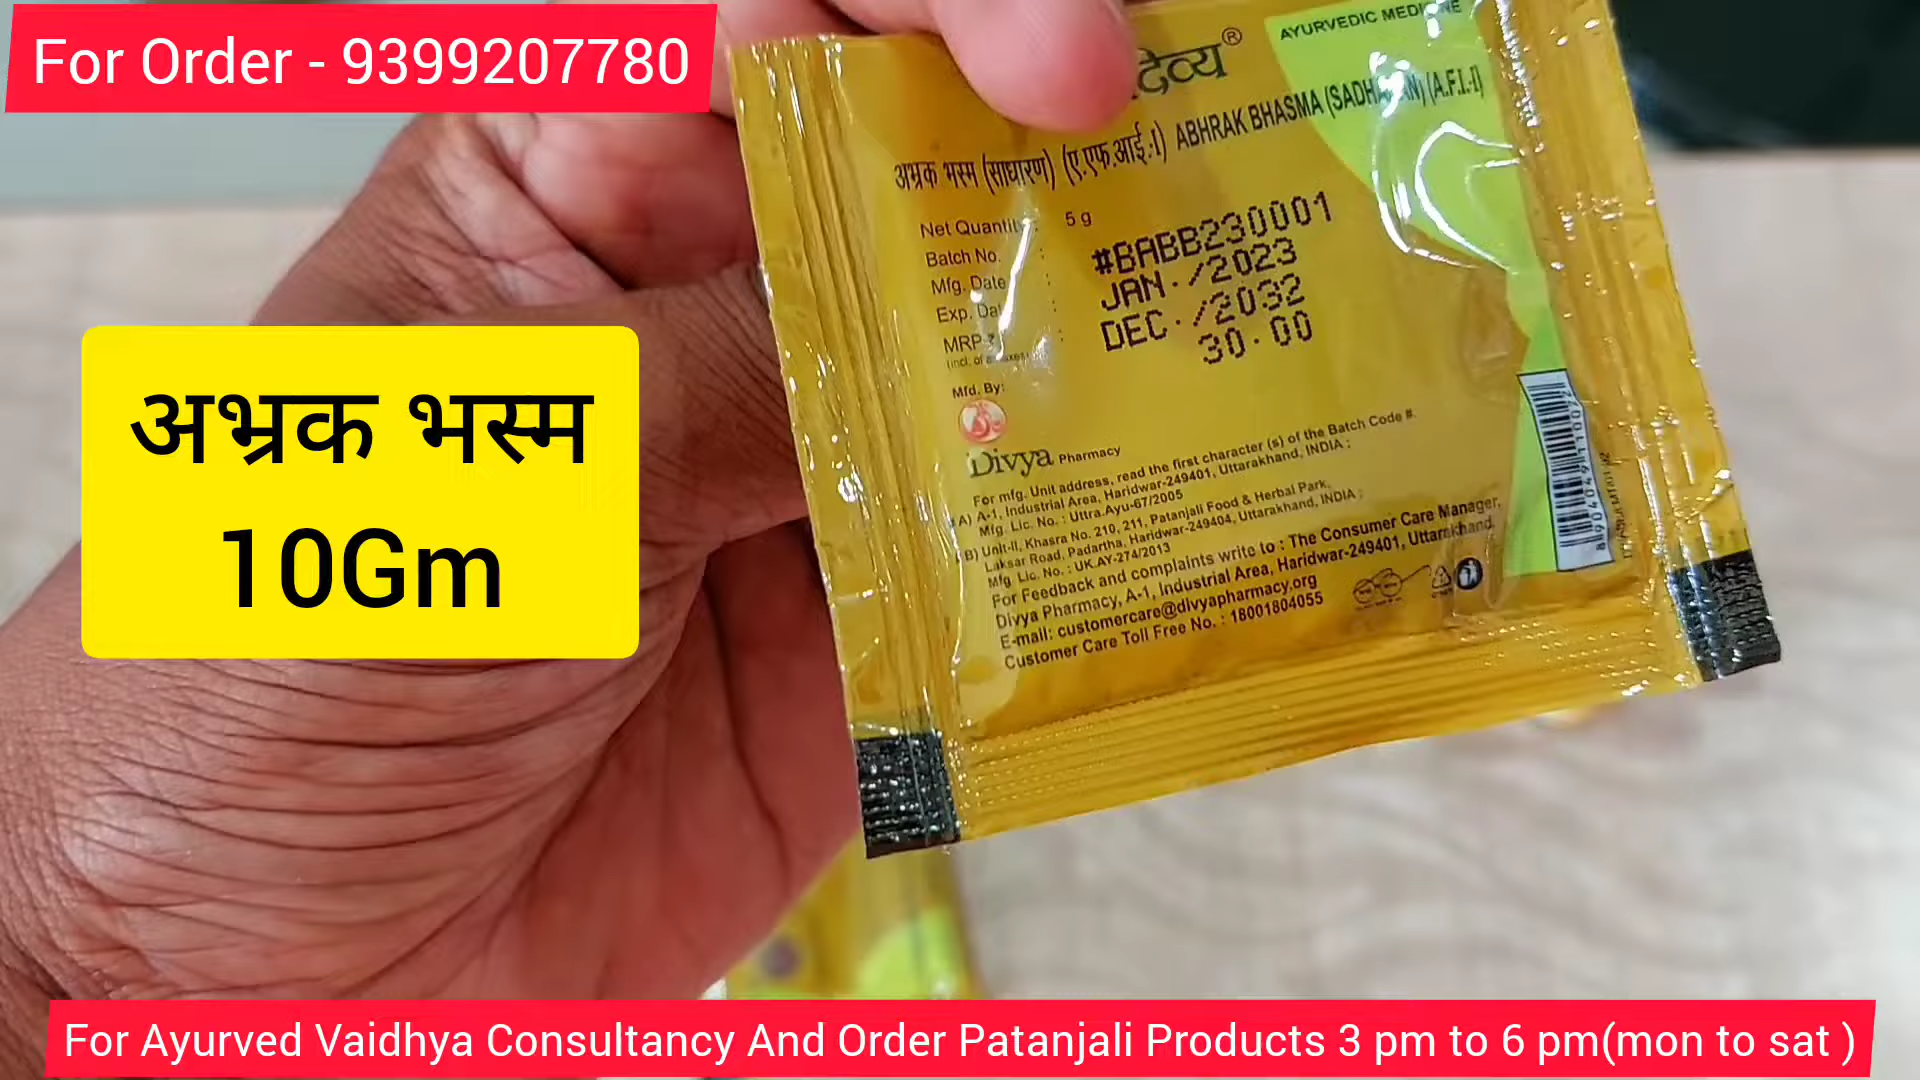 For Order - 9399207780
AYURVEDIC
दिव्य®
अभ्रक भस्म (साधारण) (ए.एफ.आई.-I) ABHRAK BHASMA (A.F.I.-I)
Net Quantity : 5 g
Batch No. : #BABB230001
Mfg. Date : JAN./2023
Exp. : DEC./2032
MRP ₹ : 30.00
(incl. of
Mfd. By:
Divya Pharmacy
For mfg. Unit address, read the first character (s) of the Batch Code #.
A) A-1, Industrial Area, Haridwar-249401, Uttarakhand, INDIA ;
Mfg. Lic. No. : Uttra.Ayu-67/2005
B) Unit-II, Khasra No. 210, 211, Patanjali Food & Herbal Park,
Laksar Road, Padartha, Haridwar-249404, Uttarakhand, INDIA ;
Mfg. Lic. No. : UK.AY-274/2013
For Feedback and complaints write to : The Consumer Care Manager,
Divya Pharmacy, A-1, Industrial Area, Haridwar-249401, Uttarakhand.
E-mail: customercare@divyapharmacy.org
Customer Care Toll Free No. : 18001804055
अभ्रक भस्म
10Gm
For Ayurved Vaidhya Consultancy And Order Patanjali Products 3 pm to 6 pm(mon to sat )